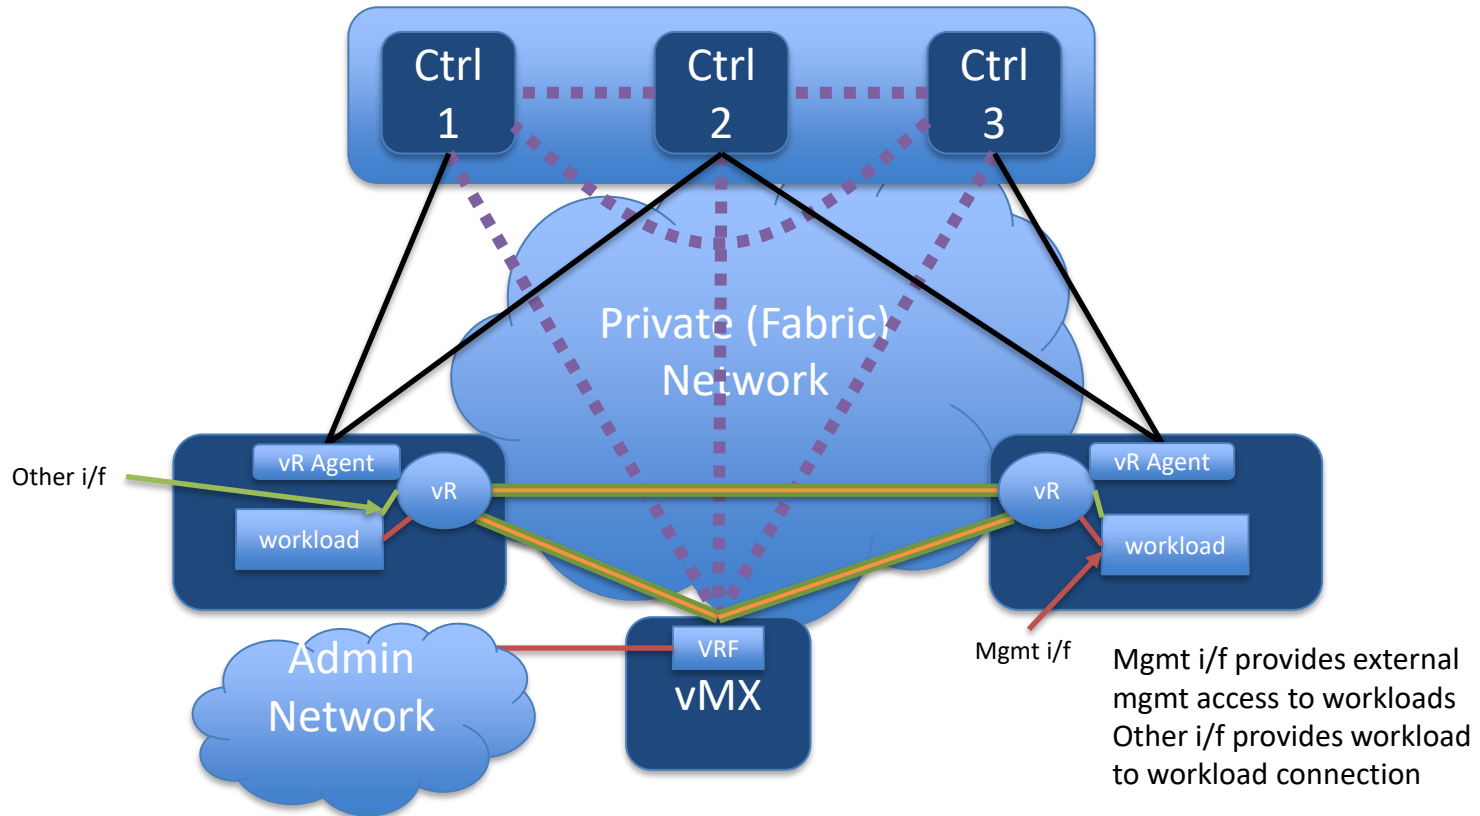 Ctrl
1
Ctrl
2
Ctrl
3
Private (Fabric)
Network
vR Agent
vR
workload
Other i/f
vR Agent
vR
workload
Mgmt i/f
Admin
Network
VRF
vMX
Mgmt i/f provides external
mgmt access to workloads
Other i/f provides workload
to workload connection